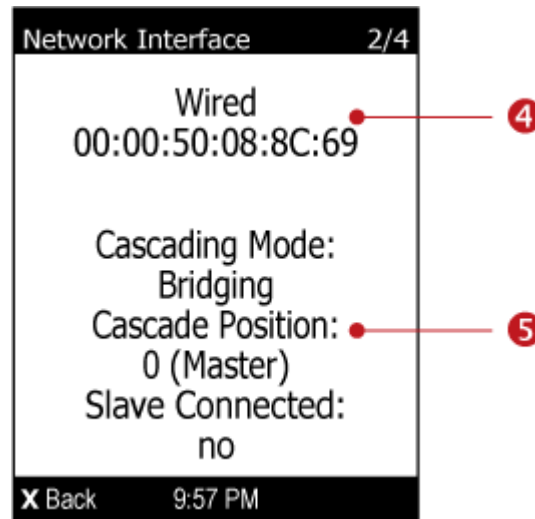 Network Interface 2/4
Wired
4
00:00:50:08:8C:69
Cascading Mode:
Bridging
Cascade Position:
5
0 (Master)
Slave Connected:
no
X Back 9:57 PM